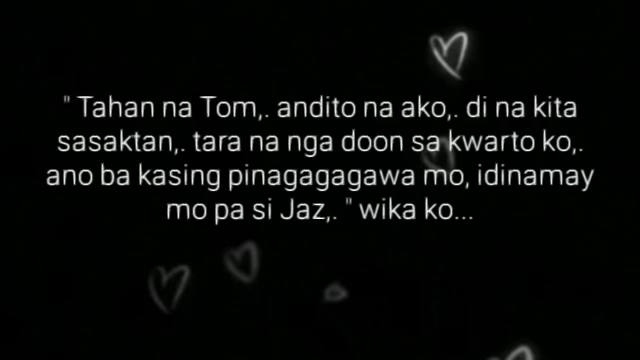 " Tahan na Tom,. andito na ako,. di na kita
sasaktan,. tara na nga doon sa kwarto ko,.
ano ba kasing pinagagagawa mo, idinamay
mo pa si Jaz,. " wika ko...